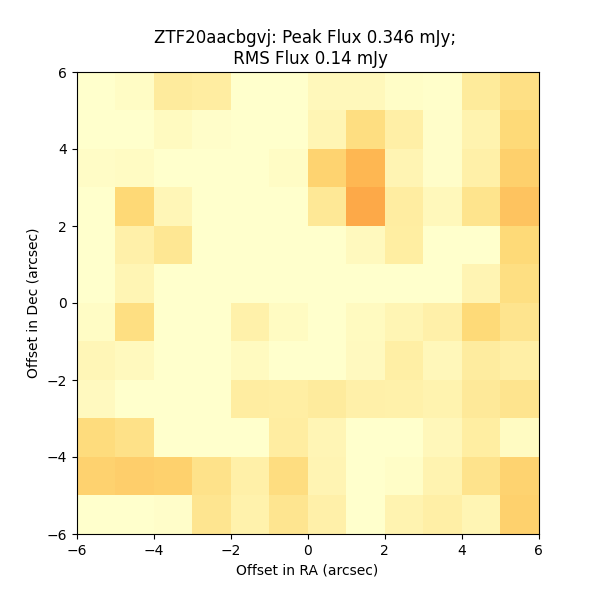 ZTF20aacbgvj: Peak Flux 0.346 mJy;
RMS Flux 0.14 mJy
6
4
2
0
−2
−4
−6
Offset in Dec (arcsec)
−6 −4 −2 0 2 4 6
Offset in RA (arcsec)